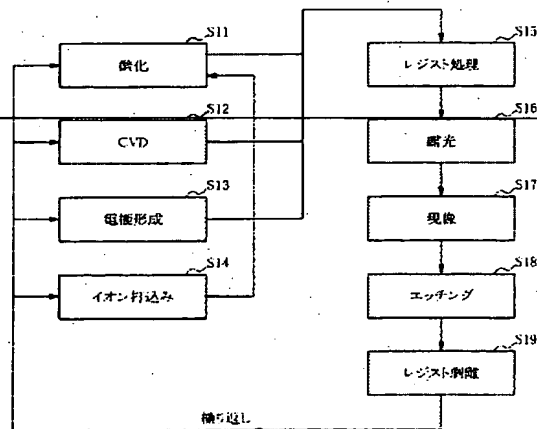 S11
酸化
S12
CVD
S13
電極形成
S14
イオン打込み
S15
レジスト処理
S16
露光
S17
現像
S18
エッチング
S19
レジスト剥離
繰り返し